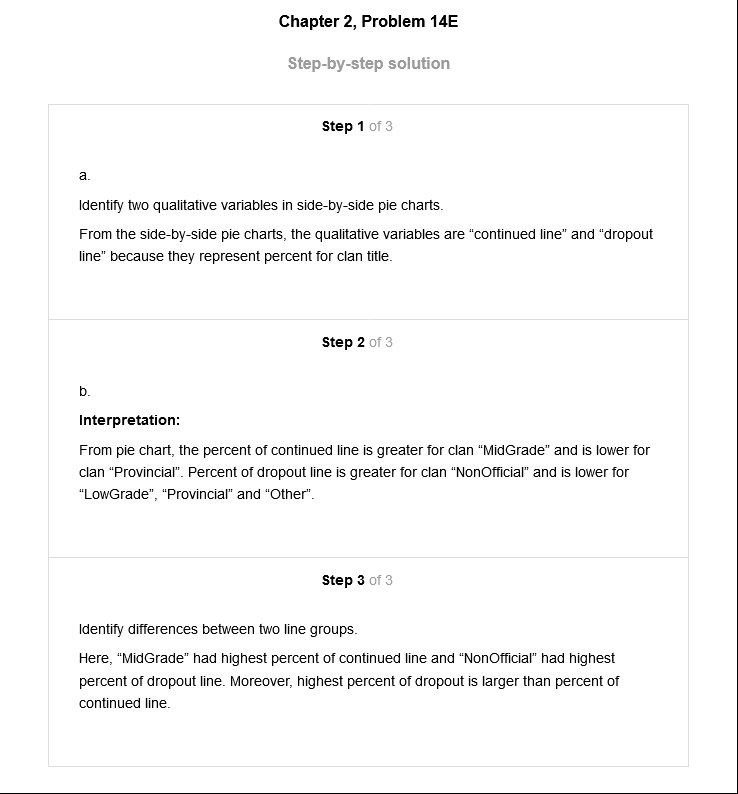 Chapter 2, Problem 14E
Step-by-step solution
Step 1 of 3
a.
Identify two qualitative variables in side-by-side pie charts.
From the side-by-side pie charts, the qualitative variables are “continued line” and “dropout
line” because they represent percent for clan title.
Step 2 of 3
b.
Interpretation:
From pie chart, the percent of continued line is greater for clan “MidGrade” and is lower for
clan “Provincial”. Percent of dropout line is greater for clan “NonOfficial” and is lower for
“LowGrade”, “Provincial” and “Other”.
Step 3 of 3
Identify differences between two line groups.
Here, “MidGrade” had highest percent of continued line and “NonOfficial” had highest
percent of dropout line. Moreover, highest percent of dropout is larger than percent of
continued line.